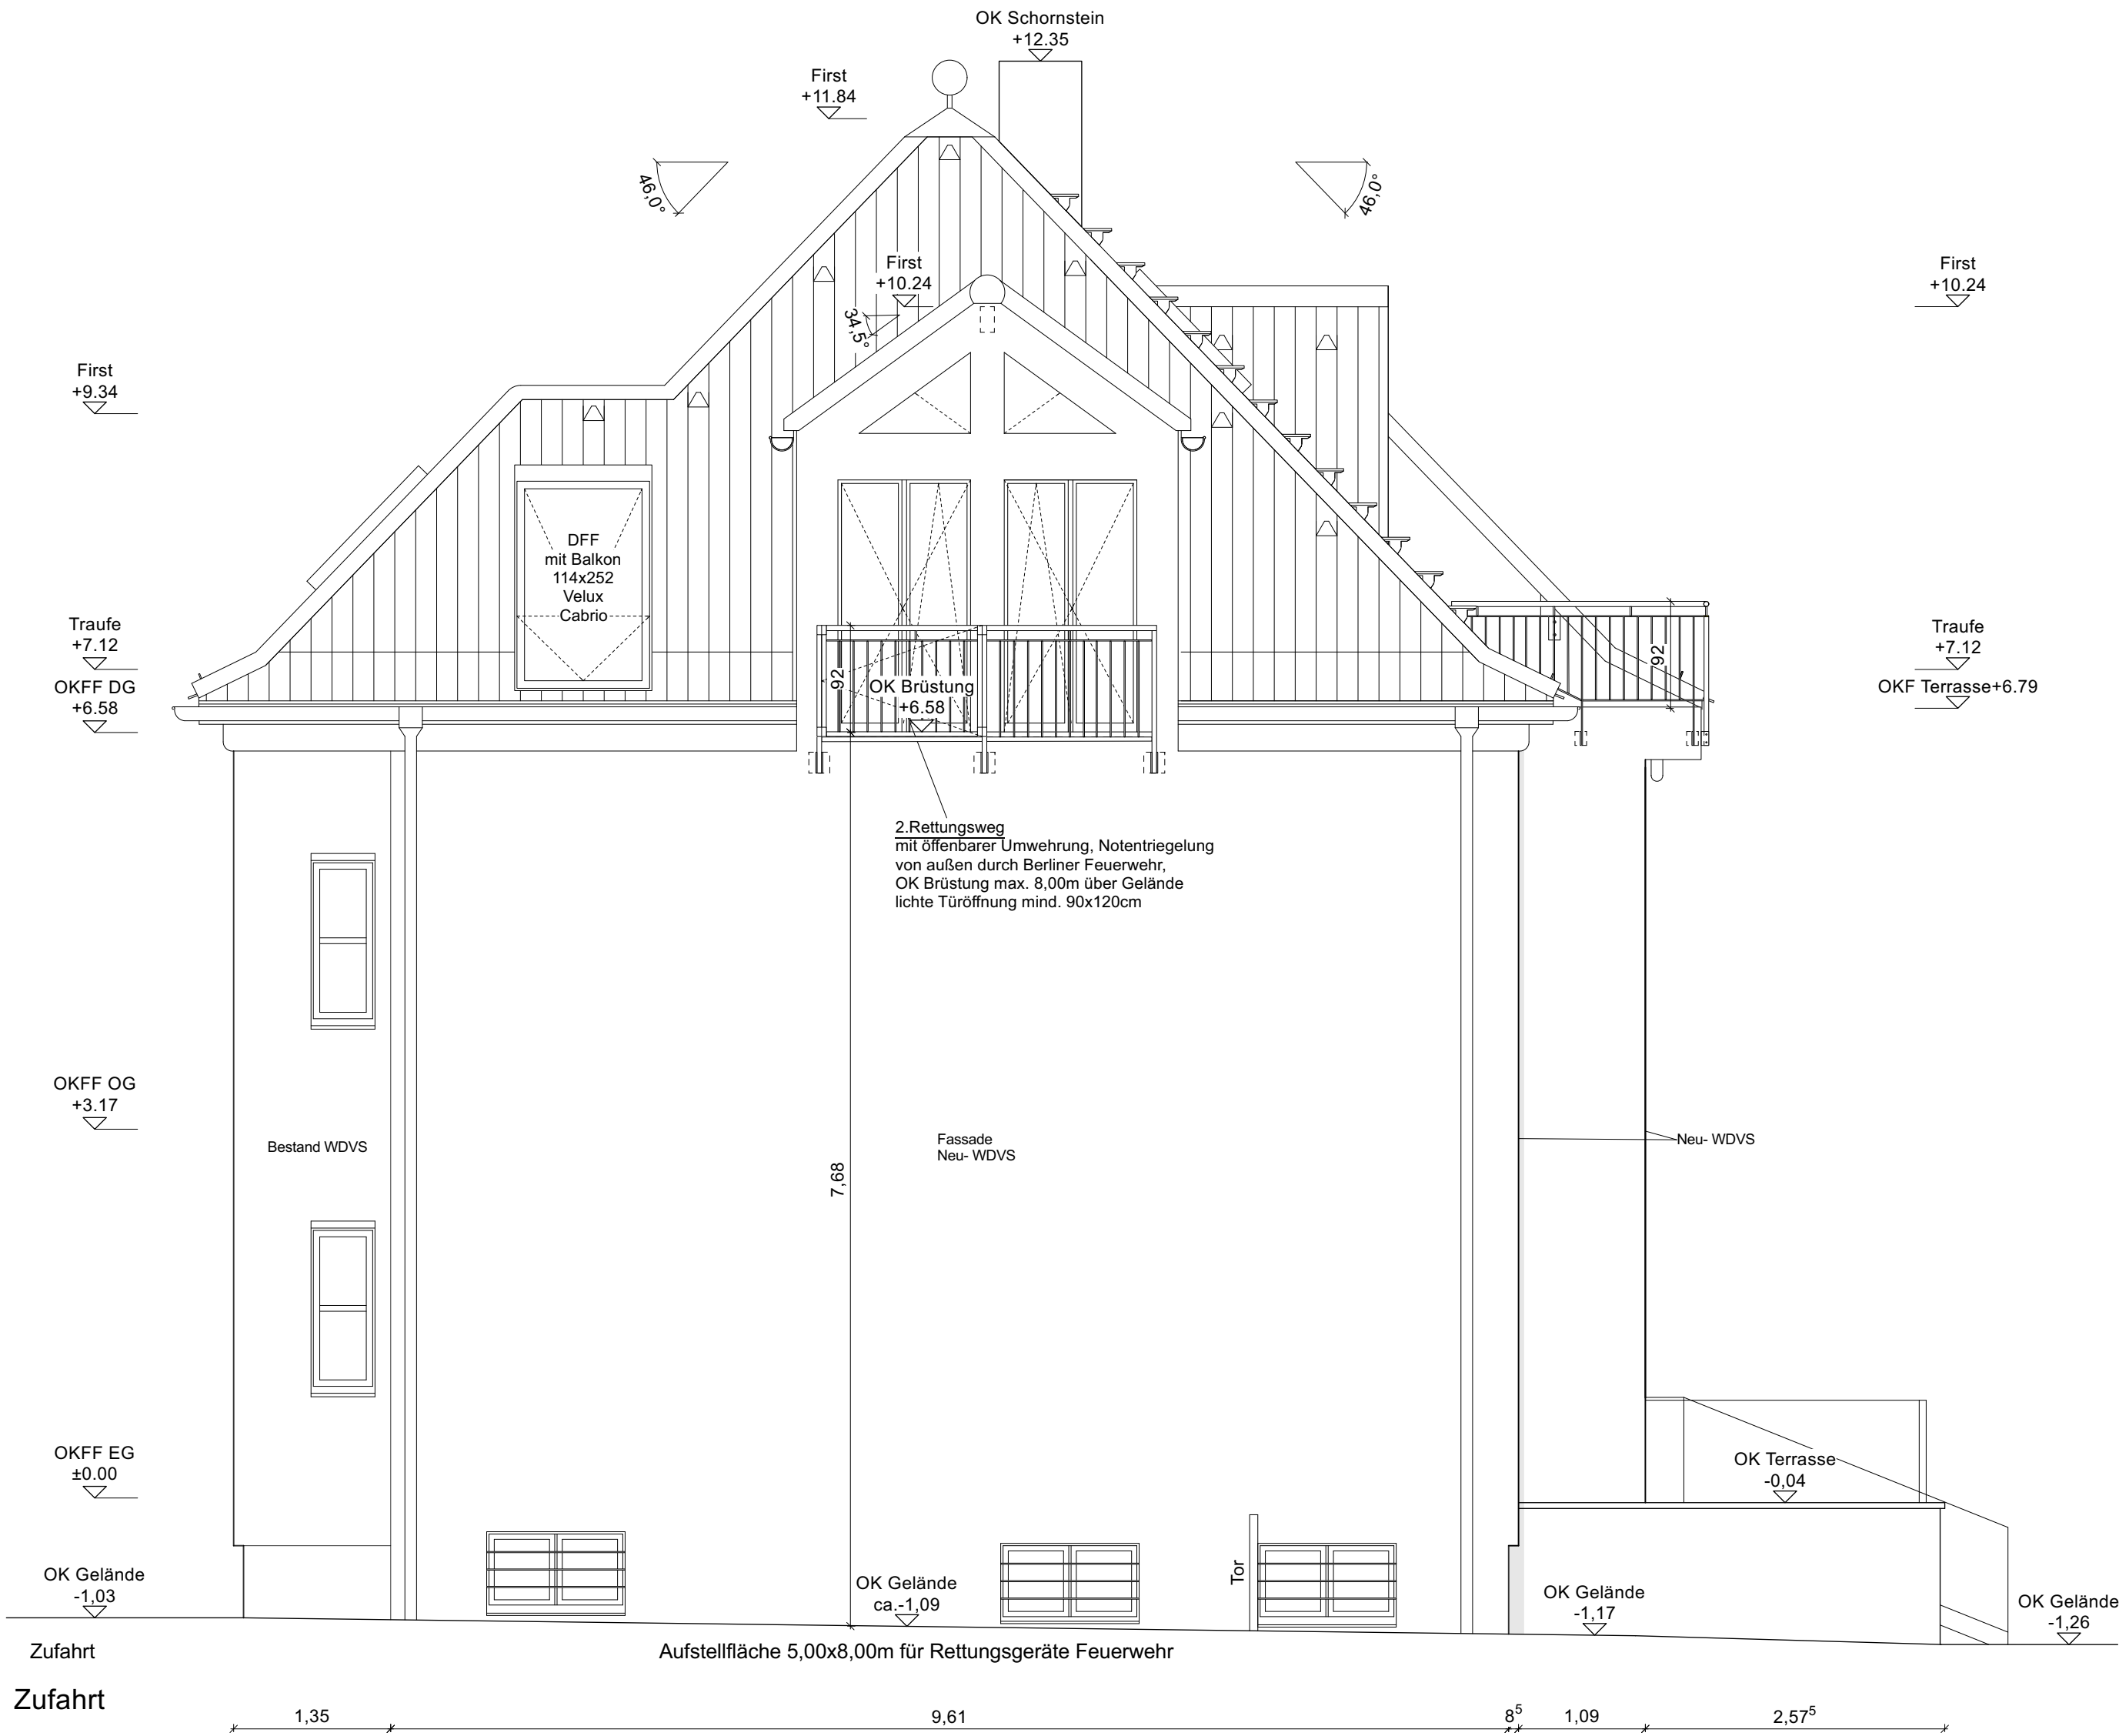 OK Schornstein
+12.35
First
+11.84
46,0°
46,0°
First
+10.24
34,5°
First
+10.24
First
+9.34
DFF
mit Balkon
114x252
Velux
Cabrio
Traufe
+7.12
OKFF DG
+6.58
Traufe
+7.12
OKF Terrasse+6.79
92
92
OK Brüstung
+6.58
2.Rettungsweg
mit öffenbarer Umwehrung, Notentriegelung
von außen durch Berliner Feuerwehr,
OK Brüstung max. 8,00m über Gelände
lichte Türöffnung mind. 90x120cm
OKFF OG
+3.17
Bestand WDVS
Fassade
Neu- WDVS
Neu- WDVS
7,68
OKFF EG
±0.00
OK Terrasse
-0,04
Tor
OK Gelände
-1,03
OK Gelände
ca.-1,09
OK Gelände
-1,17
OK Gelände
-1,26
Zufahrt
Aufstellfläche 5,00x8,00m für Rettungsgeräte Feuerwehr
Zufahrt
1,35
9,61
8⁵
1,09
2,57⁵